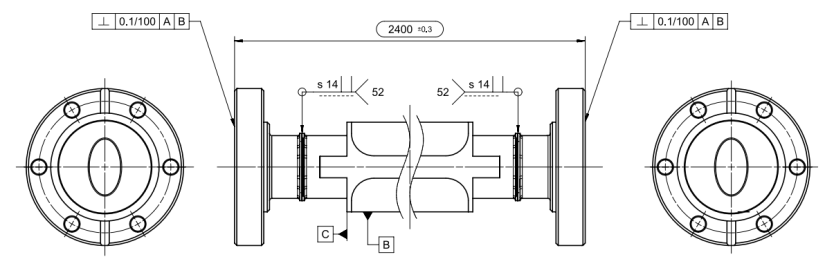 ⊥ 0.1/100 A B
2400 ±0,3
⊥ 0.1/100 A B
s 14 52
52 s 14
C
B